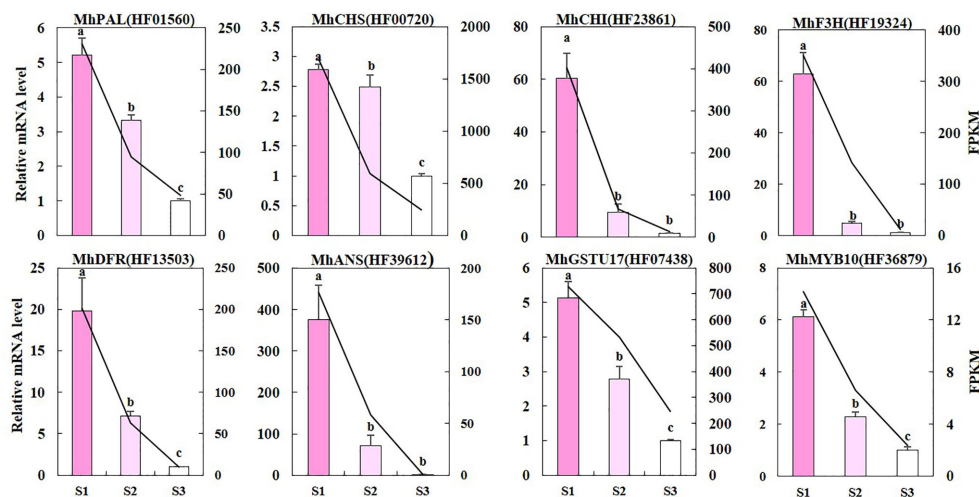 MhPAL(HF01560)
Relative mRNA level
6
5
4
3
2
1
0
a
b
c
250
200
150
100
50
0
MhCHS(HF00720)
3.5
3
2.5
2
1.5
1
0.5
0
a
b
c
2000
1500
1000
500
0
MhCHI(HF23861)
80
60
40
20
0
a
b
b
500
400
300
200
100
0
MhF3H(HF19324)
80
60
40
20
0
a
b
b
400
300
200
100
0
FPKM
MhDFR(HF13503)
Relative mRNA level
25
20
15
10
5
0
a
b
c
250
200
150
100
50
0
S1 S2 S3
MhANS(HF39612)
500
400
300
200
100
0
a
b
b
200
150
100
50
0
S1 S2 S3
MhGSTU17(HF07438)
6
5
4
3
2
1
0
a
b
c
800
700
600
500
400
300
200
100
0
S1 S2 S3
MhMYB10(HF36879)
8
6
4
2
0
a
b
c
16
12
8
4
0
FPKM
S1 S2 S3